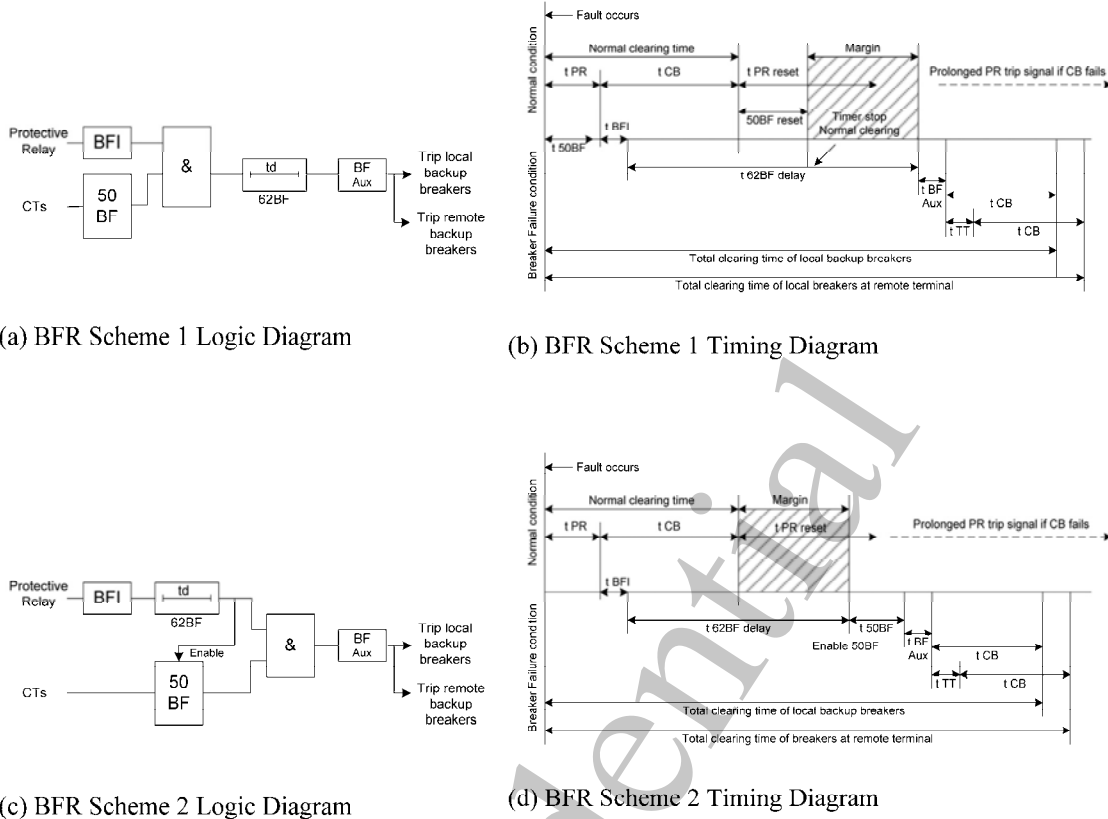 Protective
Relay
BFI
50
BF
CTs
&
td
62BF
BF
Aux
Trip local
backup
breakers
Trip remote
backup
breakers
(a) BFR Scheme 1 Logic Diagram
Normal condition
Breaker Failure condition
Fault occurs
Normal clearing time
Margin
t PR
t CB
t PR reset
Prolonged PR trip signal if CB fails
50BF reset
Timer stop
Normal clearing
t BFI
t 50BF
t 62BF delay
t BF
Aux
t CB
t TT
t CB
Total clearing time of local backup breakers
Total clearing time of local breakers at remote terminal
(b) BFR Scheme 1 Timing Diagram
Protective
Relay
BFI
td
62BF
Enable
CTs
50
BF
&
BF
Aux
Trip local
backup
breakers
Trip remote
backup
breakers
(c) BFR Scheme 2 Logic Diagram
Normal condition
Breaker Failure condition
Fault occurs
Normal clearing time
Margin
t PR
t CB
t PR reset
Prolonged PR trip signal if CB fails
t BFI
t 62BF delay
t 50BF
Enable 50BF
t BF
Aux
t CB
t TT
t CB
Total clearing time of local backup breakers
Total clearing time of breakers at remote terminal
(d) BFR Scheme 2 Timing Diagram
dential